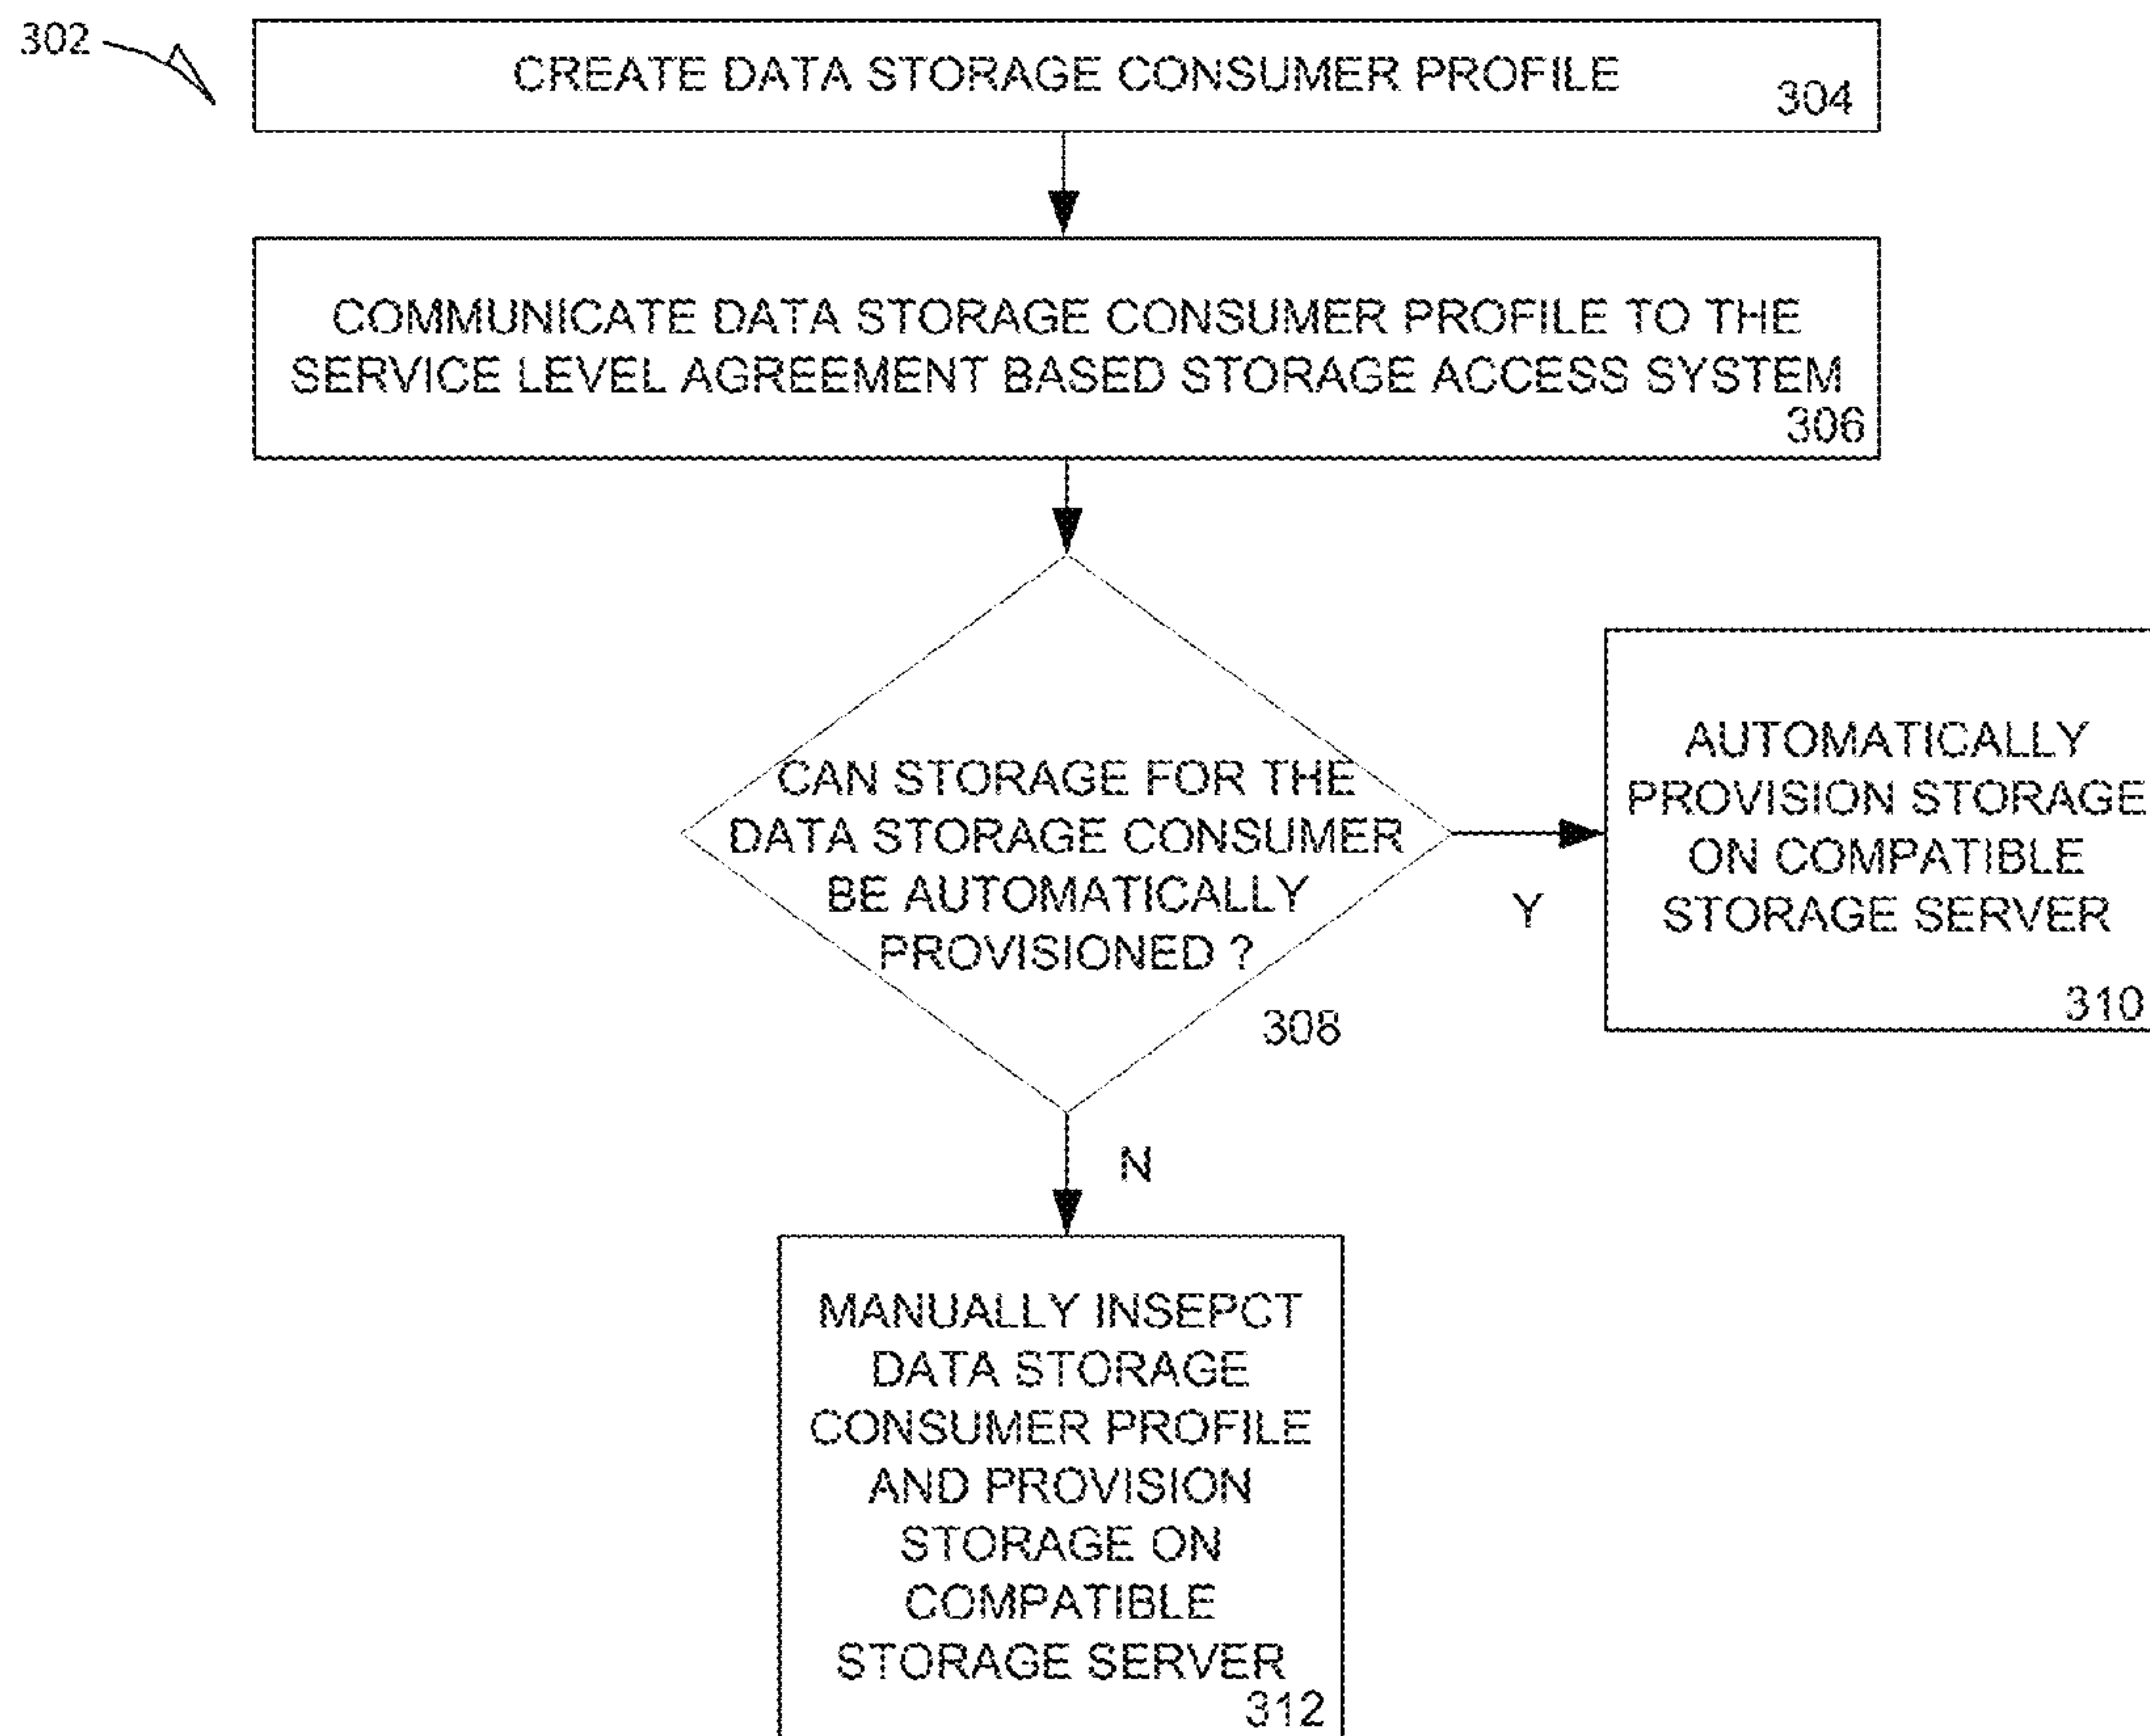 302
CREATE DATA STORAGE CONSUMER PROFILE
304
COMMUNICATE DATA STORAGE CONSUMER PROFILE TO THE
SERVICE LEVEL AGREEMENT BASED STORAGE ACCESS SYSTEM
306
CAN STORAGE FOR THE
DATA STORAGE CONSUMER
BE AUTOMATICALLY
PROVISIONED ?
308
Y
AUTOMATICALLY
PROVISION STORAGE
ON COMPATIBLE
STORAGE SERVER
310
N
MANUALLY INSEPCT
DATA STORAGE
CONSUMER PROFILE
AND PROVISION
STORAGE ON
COMPATIBLE
STORAGE SERVER
312